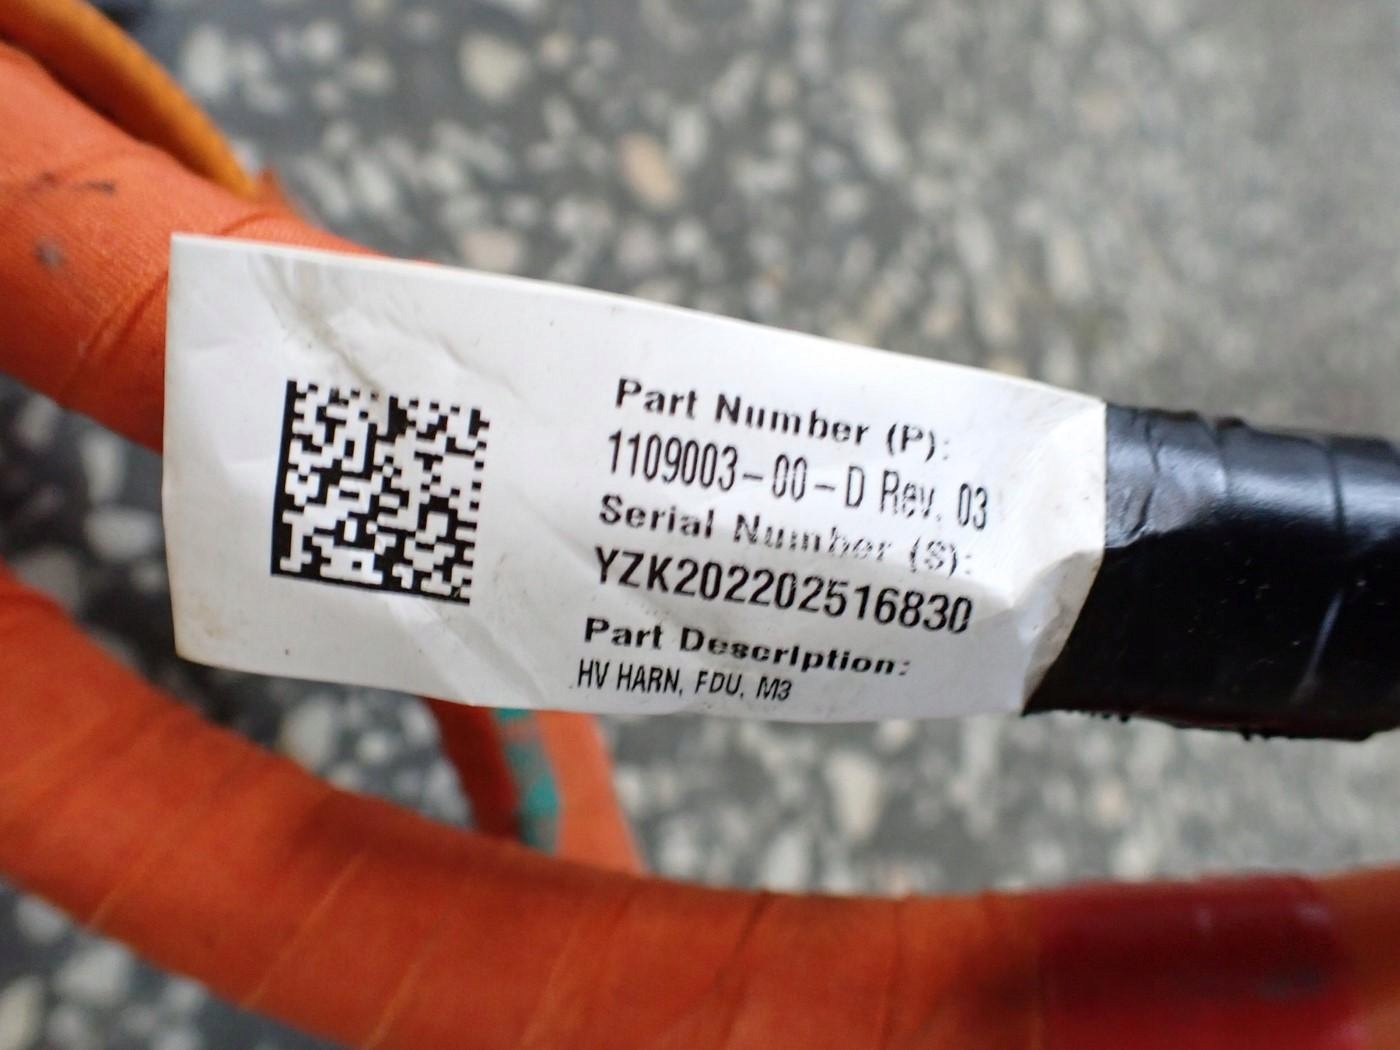 Part Number (P):
1109003-00-D Rev. 03
Serial Number (S):
YZK202202516830
Part Description:
HV HARN, FDU, M3